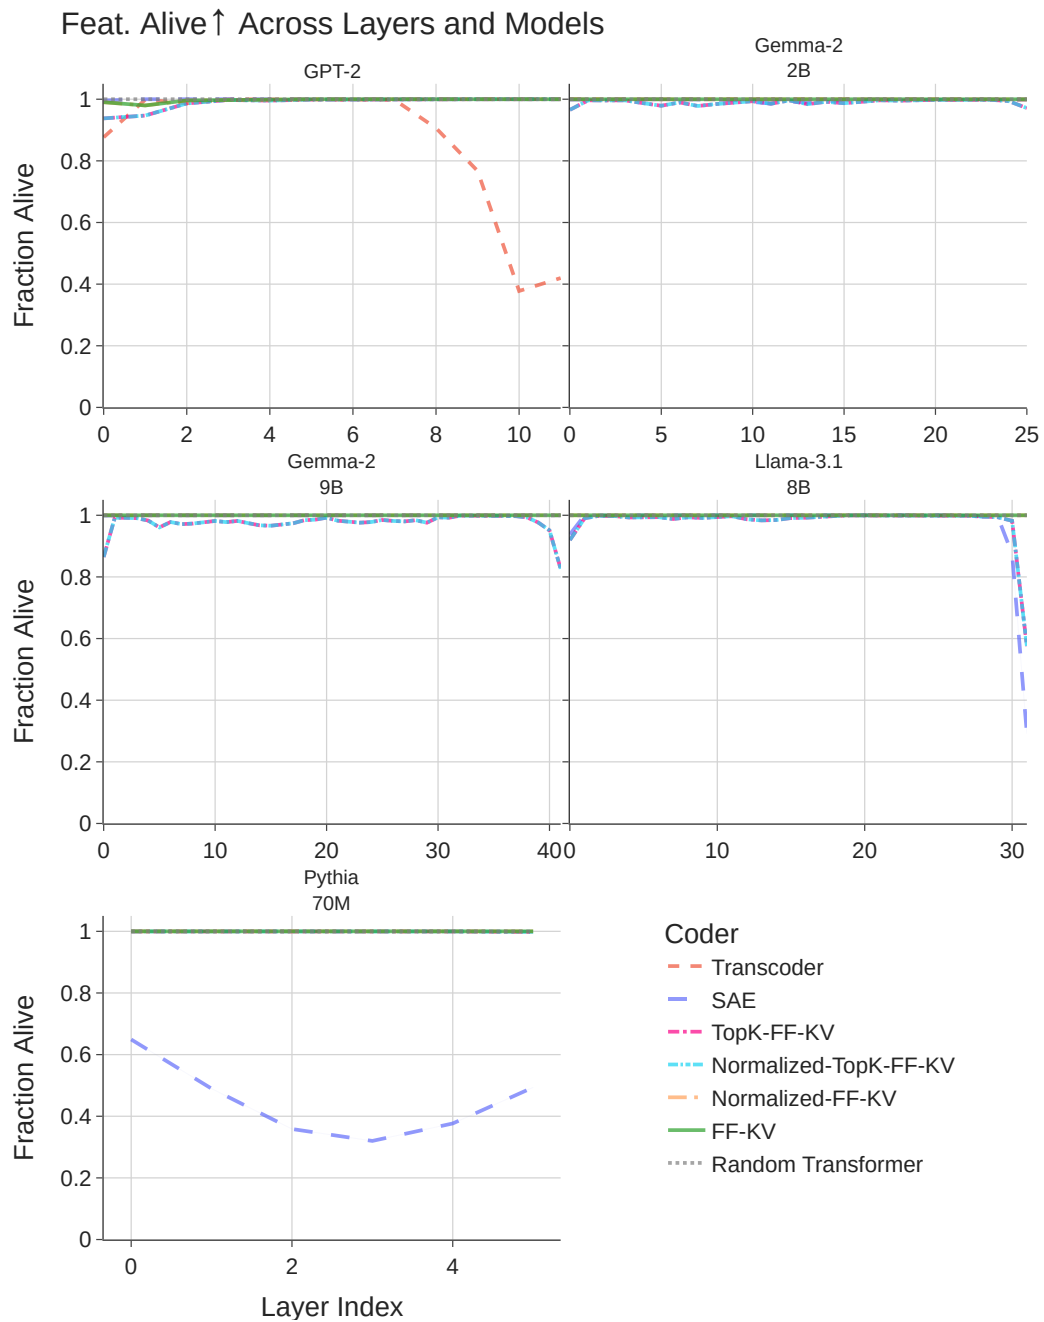 Feat. Alive↑ Across Layers and Models
GPT-2
Gemma-2
2B
Fraction Alive
1
0.8
0.6
0.4
0.2
0
0 2 4 6 8 10
0 5 10 15 20 25
Gemma-2
9B
Llama-3.1
8B
Fraction Alive
1
0.8
0.6
0.4
0.2
0
0 10 20 30 40
0 10 20 30
Pythia
70M
Fraction Alive
1
0.8
0.6
0.4
0.2
0
0 2 4
Layer Index
Coder
Transcoder
SAE
TopK-FF-KV
Normalized-TopK-FF-KV
Normalized-FF-KV
FF-KV
Random Transformer